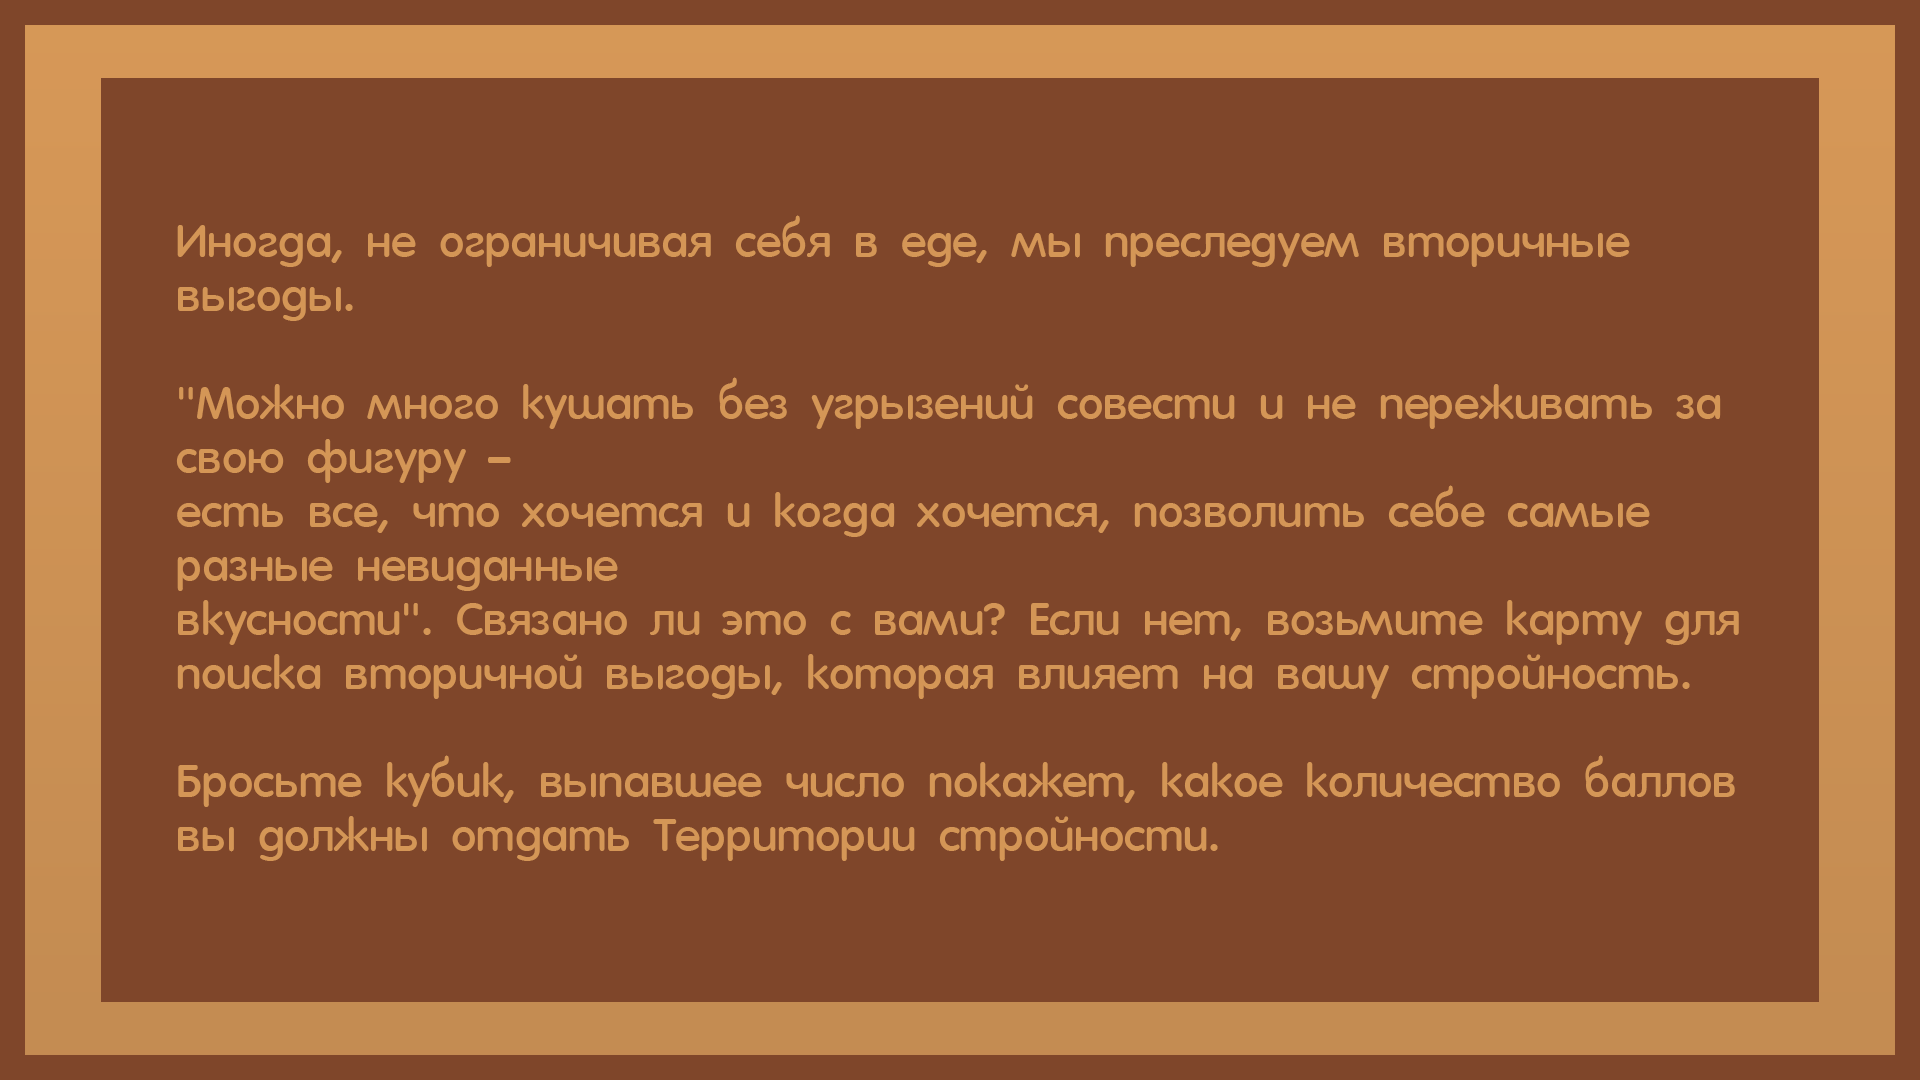 Иногда, не ограничивая себя в еде, мы преследуем вторичные
выгоды.
"Можно много кушать без угрызений совести и не переживать за
свою фигуру –
есть все, что хочется и когда хочется, позволить себе самые
разные невиданные
вкусности". Связано ли это с вами? Если нет, возьмите карту для
поиска вторичной выгоды, которая влияет на вашу стройность.
Бросьте кубик, выпавшее число покажет, какое количество баллов
вы должны отдать Территории стройности.